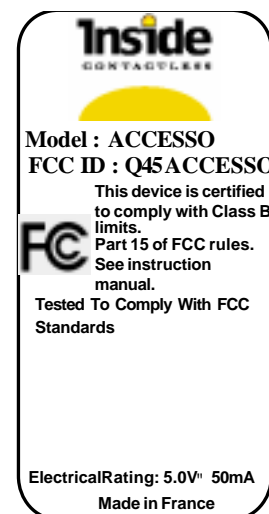 Inside
CONTACTLESS
Model : ACCESSO
FCC ID : Q45ACCESSO
This device is certified
to comply with Class B
limits.
Part 15 of FCC rules.
See instruction
manual.
FC
Tested To Comply With FCC
Standards
ElectricalRating: 5.0V" 50mA
Made in France